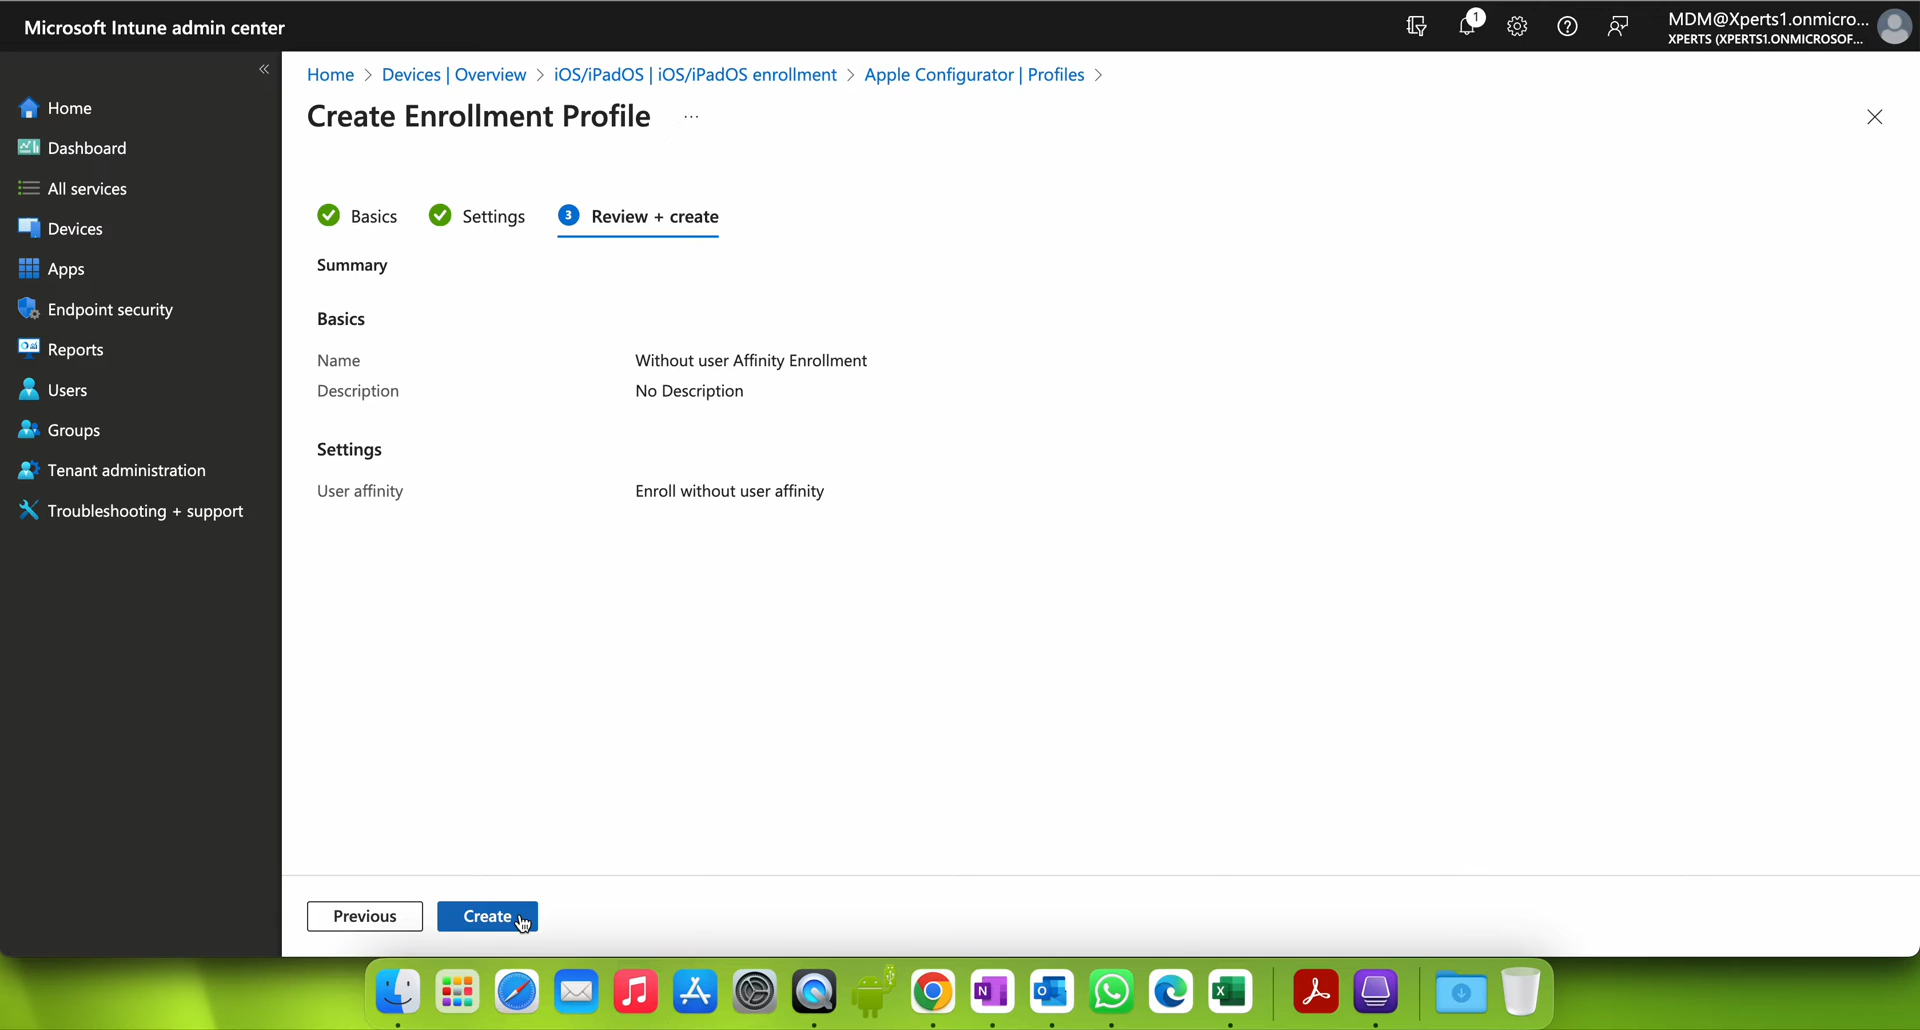 Microsoft Intune admin center
1
MDM@Xperts1.onmicro...
XPERTS (XPERTS1.ONMICROSOF...
Home > Devices | Overview > iOS/iPadOS | iOS/iPadOS enrollment > Apple Configurator | Profiles >
Create Enrollment Profile ...
Home
Dashboard
All services
Devices
Apps
Endpoint security
Reports
Users
Groups
Tenant administration
Troubleshooting + support
Basics
Settings
3 Review + create
Summary
Basics
Name Without user Affinity Enrollment
Description No Description
Settings
User affinity Enroll without user affinity
Previous
Create